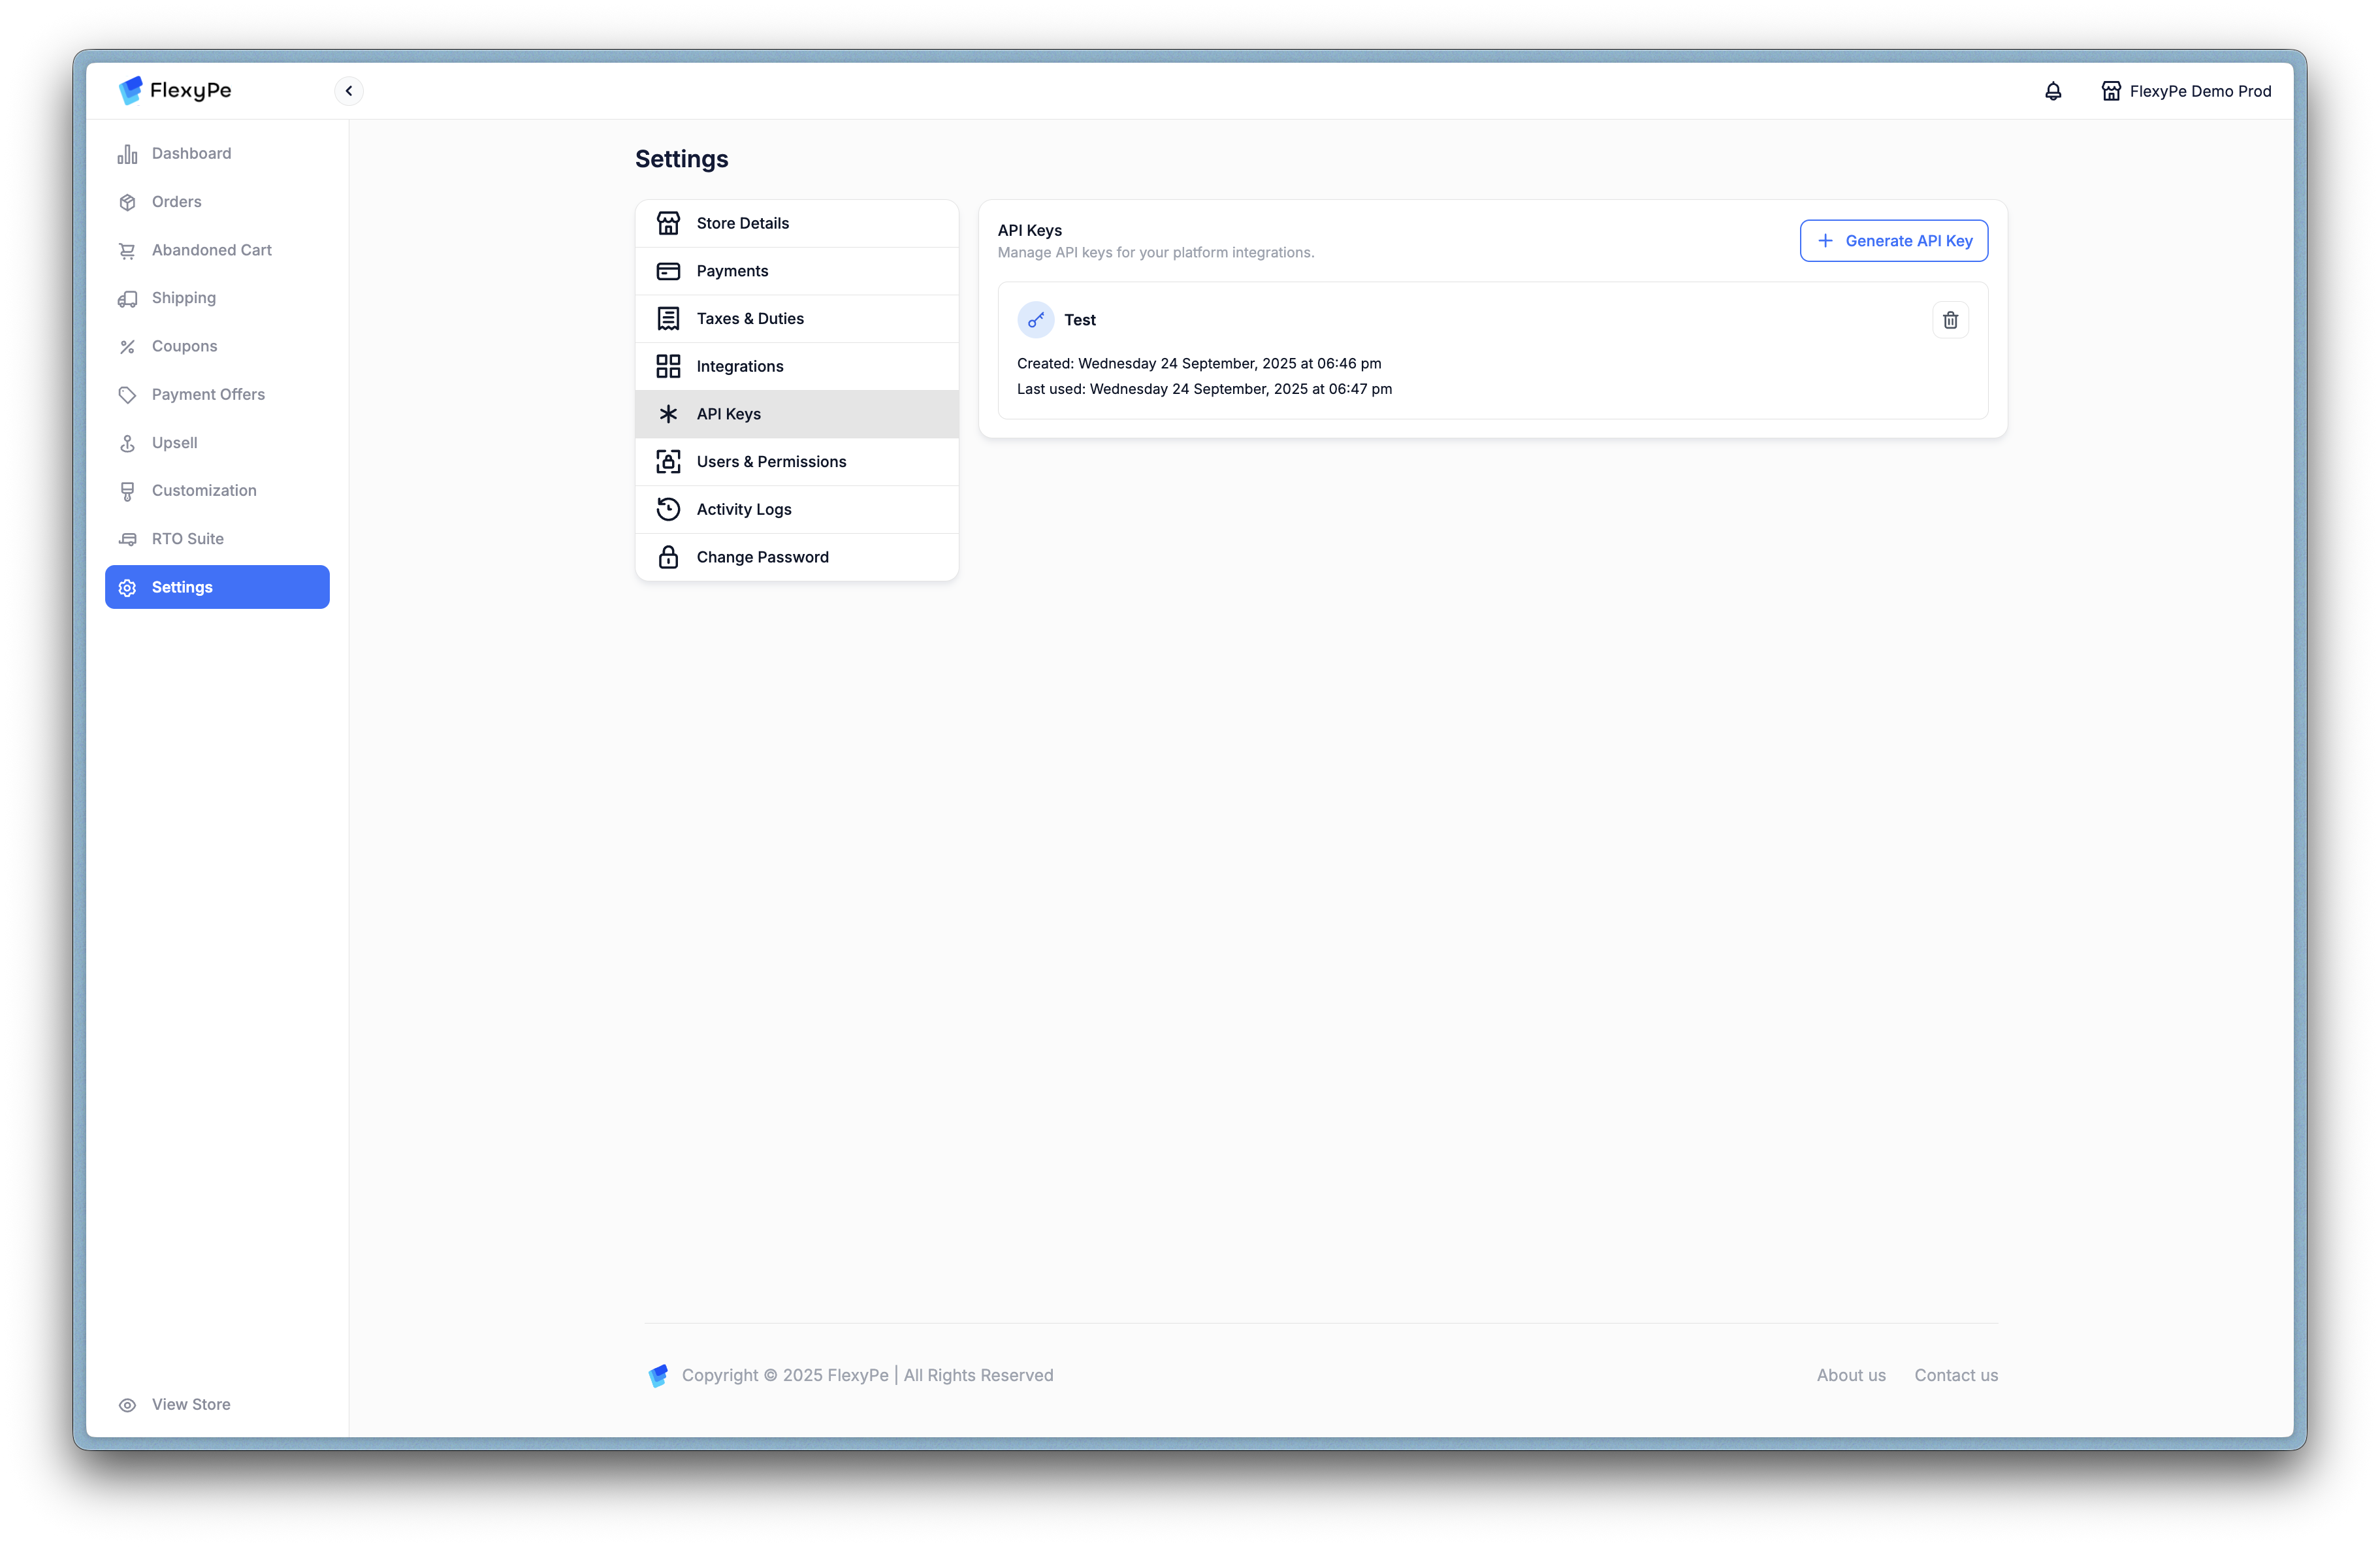 FlexyPe
FlexyPe Demo Prod
Dashboard
Orders
Abandoned Cart
Shipping
Coupons
Payment Offers
Upsell
Customization
RTO Suite
Settings
View Store
Settings
Store Details
Payments
Taxes & Duties
Integrations
API Keys
Users & Permissions
Activity Logs
Change Password
API Keys
Manage API keys for your platform integrations.
Generate API Key
Test
Created: Wednesday 24 September, 2025 at 06:46 pm
Last used: Wednesday 24 September, 2025 at 06:47 pm
Copyright © 2025 FlexyPe | All Rights Reserved
About us
Contact us